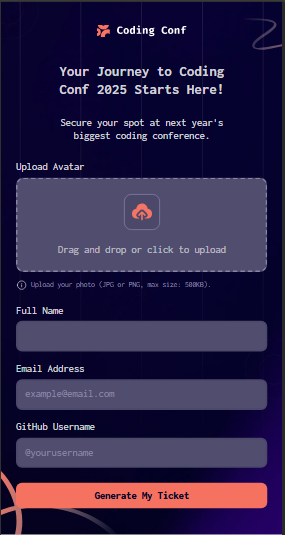 Coding Conf
Your Journey to Coding
Conf 2025 Starts Here!
Secure your spot at next year's
biggest coding conference.
Upload Avatar
Drag and drop or click to upload
Upload your photo (JPG or PNG, max size: 500KB).
Full Name
Email Address
example@email.com
GitHub Username
@yourusername
Generate My Ticket